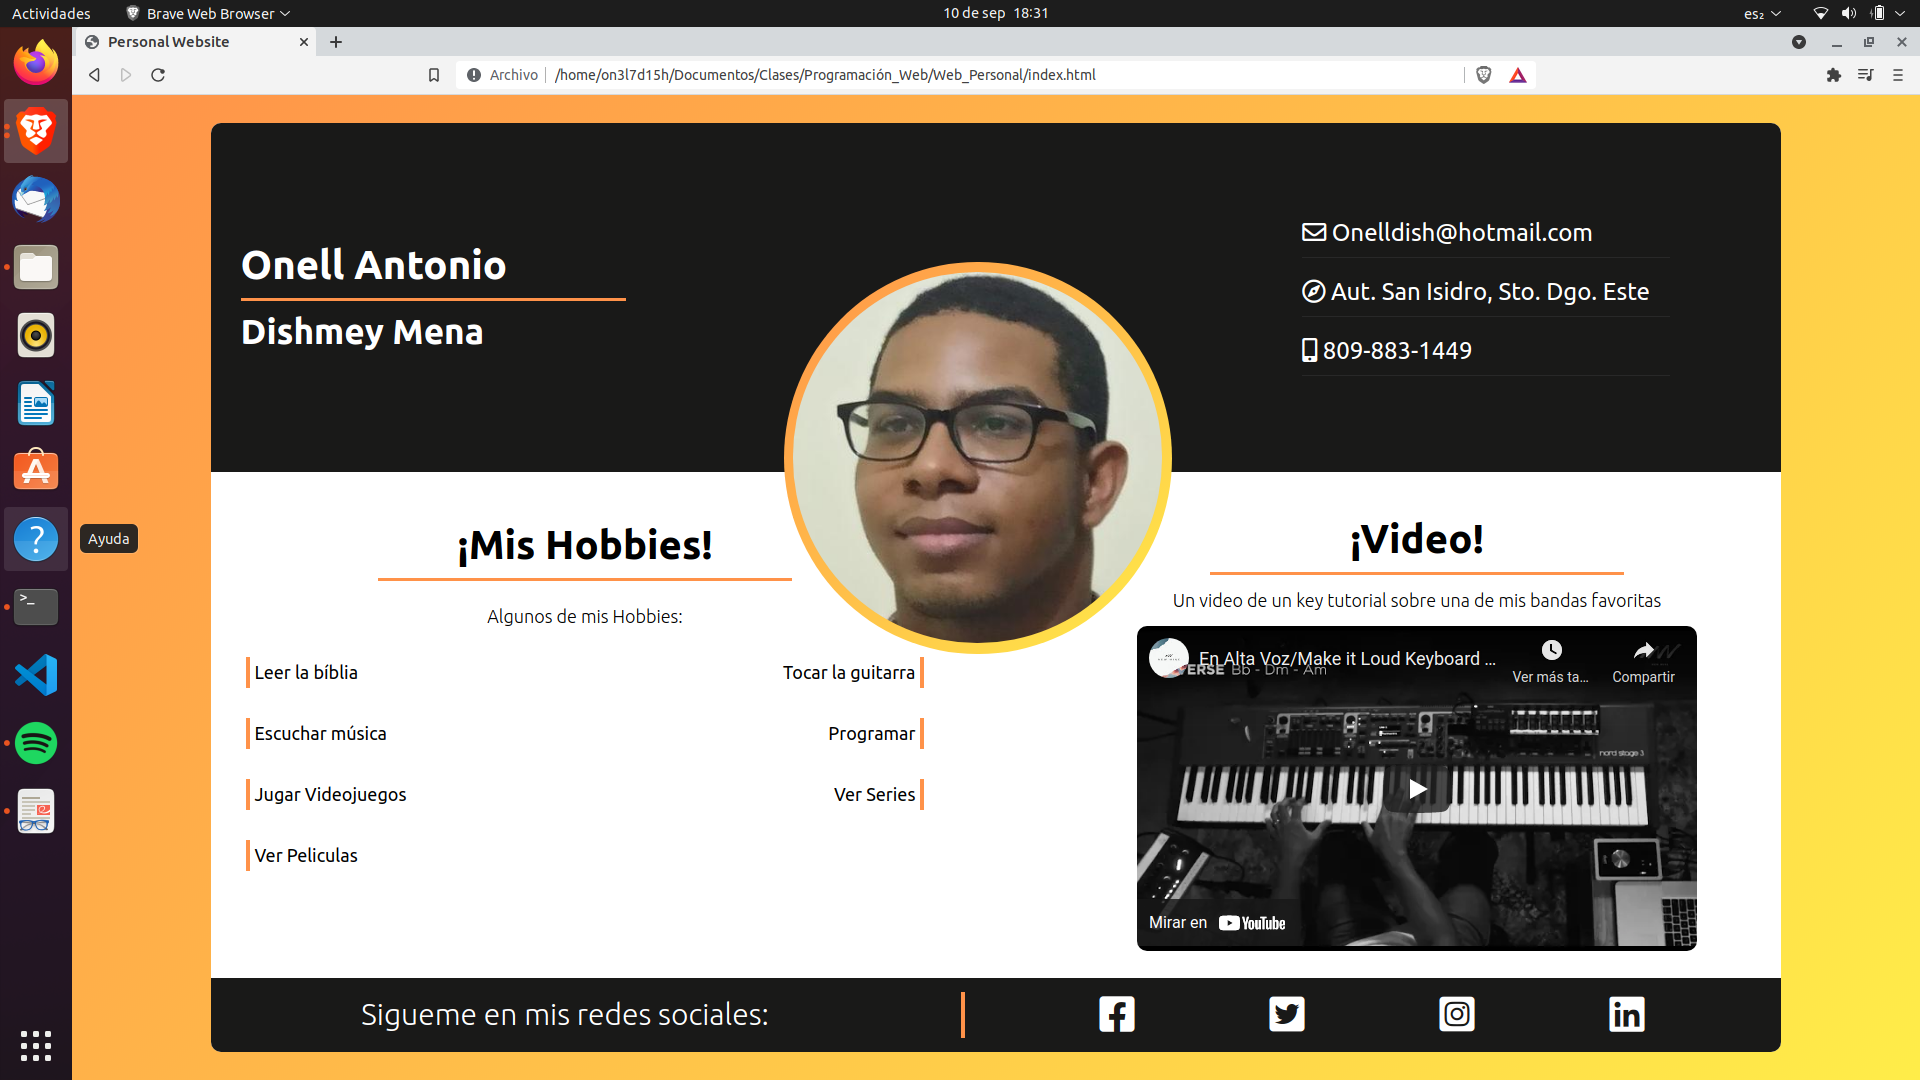 Actividades
Brave Web Browser
10 de sep 18:31
es₂
Personal Website
Archivo
/home/on3l7d15h/Documentos/Clases/Programación_Web/Web_Personal/index.html
Ayuda
Onell Antonio
Dishmey Mena
Onelldish@hotmail.com
Aut. San Isidro, Sto. Dgo. Este
809-883-1449
¡Mis Hobbies!
Algunos de mis Hobbies:
Leer la bíblia
Tocar la guitarra
Escuchar música
Programar
Jugar Videojuegos
Ver Series
Ver Peliculas
¡Video!
Un video de un key tutorial sobre una de mis bandas favoritas
En Alta Voz/Make it Loud Keyboard ...
VERSE Bb - Dm - Am
Ver más ta...
Compartir
nord stage 3
Mirar en YouTube
Sigueme en mis redes sociales: